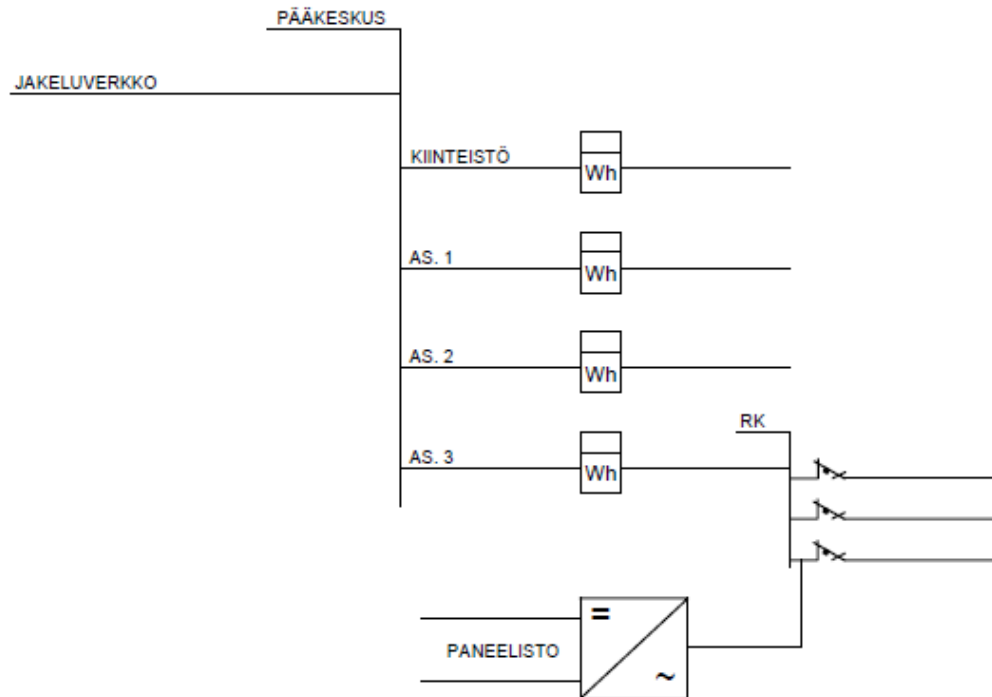 PÄÄKESKUS
JAKELUVERKKO
KIINTEISTÖ
Wh
AS. 1
Wh
AS. 2
Wh
RK
AS. 3
Wh
=
PANEELISTO
~